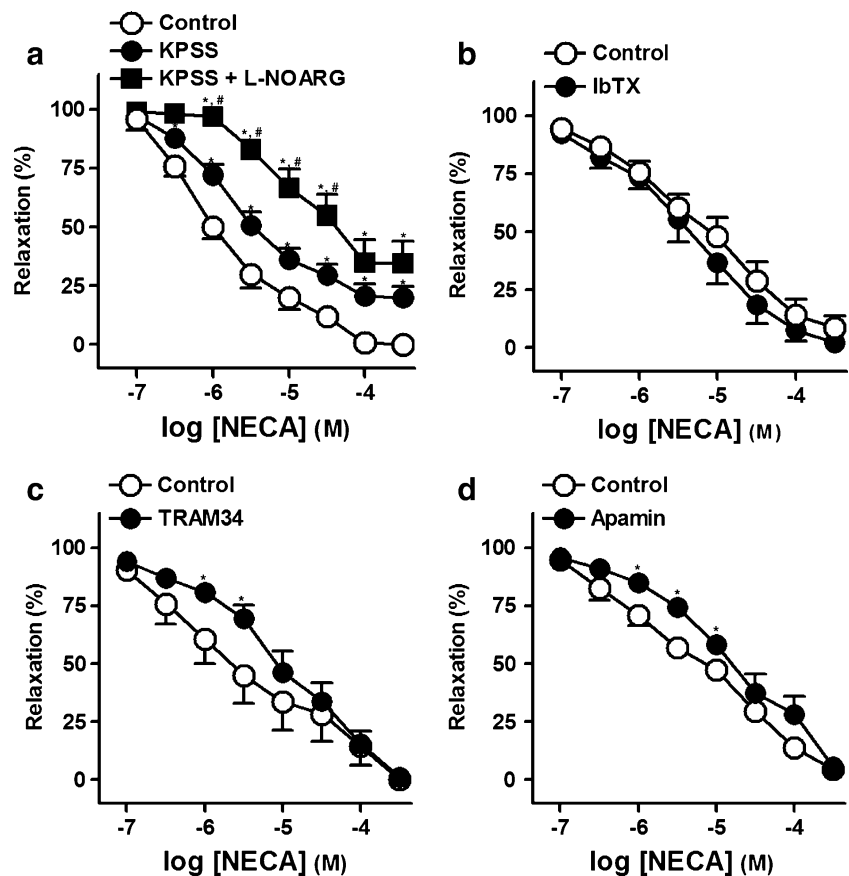 a
Control
KPSS
KPSS + L-NOARG
Relaxation (%)
100
75
50
25
0
*
*
*
*
*
*
*
*, #
*, #
*, #
*, #
*
*
-7
-6
-5
-4
log [NECA] (M)
b
Control
IbTX
Relaxation (%)
100
75
50
25
0
-7
-6
-5
-4
log [NECA] (M)
c
Control
TRAM34
Relaxation (%)
100
75
50
25
0
*
*
-7
-6
-5
-4
log [NECA] (M)
d
Control
Apamin
Relaxation (%)
100
75
50
25
0
*
*
*
-7
-6
-5
-4
log [NECA] (M)